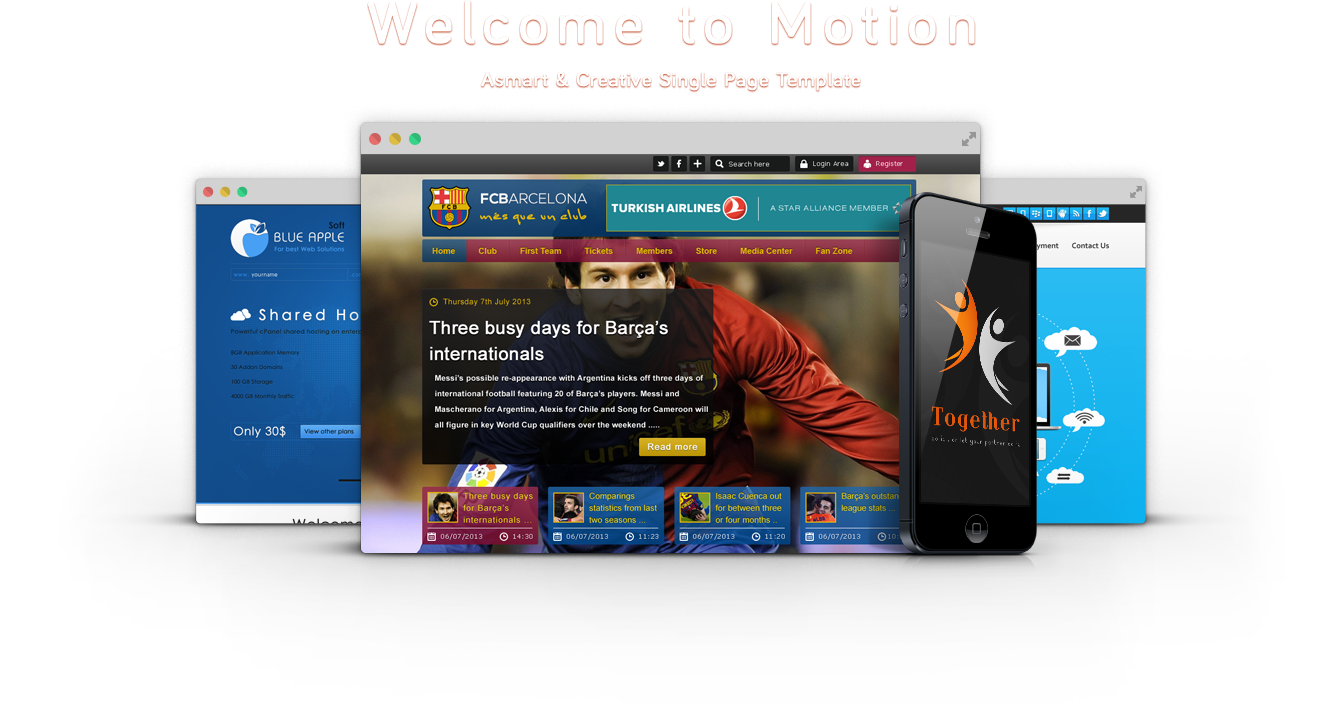 Welcome to Motion
Asmart & Creative Single Page Template
Search here
Login Area
Register
FCBARCELONA
més que un club
TURKISH AIRLINES
A STAR ALLIANCE MEMBER
Home Club First Team Tickets Members Store Media Center Fan Zone
Thursday 7th July 2013
Three busy days for Barça's
internationals
Messi's possible re-appearance with Argentina kicks off three days of
international football featuring 20 of Barça's players. Messi and
Mascherano for Argentina, Alexis for Chile and Song for Cameroon will
all figure in key World Cup qualifiers over the weekend .....
Read more
unicef
Three busy days
for Barça's
internationals ...
06/07/2013 14:30
Comparings
statistics from last
two seasons ...
06/07/2013 11:23
Isaac Cuenca out
for between three
or four months ..
06/07/2013 11:20
Barça's outstan
league stats ...
06/07/2013 10:
Soft
BLUE APPLE
For best Web Solutions
www. yourname .com
Shared Ho
Powerful cPanel shared hosting an enter
8GB Application Memory
30 Addon Domains
100 GB Storage
4000 GB Monthly Traffic
Only 30$
View other plans
Welcome
yment Contact Us
Together
your partner